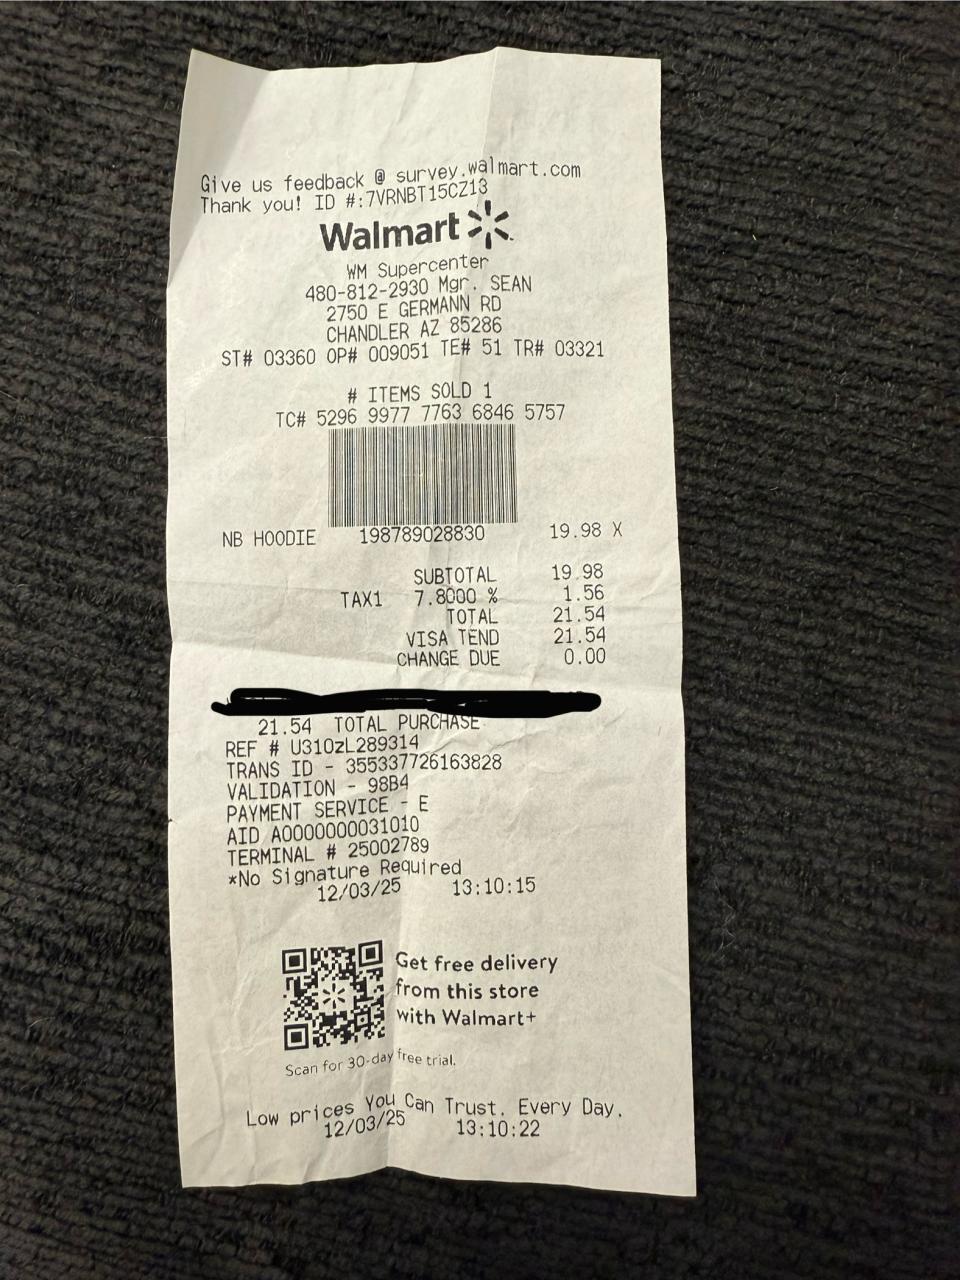 Give us feedback @ survey.walmart.com
Thank you! ID #:7VRNBT15CZ13
Walmart
WM Supercenter
480-812-2930 Mgr. SEAN
2750 E GERMANN RD
CHANDLER AZ 85286
ST# 03360 OP# 009051 TE# 51 TR# 03321
# ITEMS SOLD 1
TC# 5296 9977 7763 6846 5757
NB HOODIE 198789028830 19.98 X
SUBTOTAL 19.98
TAX1 7.8000 % 1.56
TOTAL 21.54
VISA TEND 21.54
CHANGE DUE 0.00
21.54 TOTAL PURCHASE
REF # U310zL289314
TRANS ID - 355337726163828
VALIDATION - 98B4
PAYMENT SERVICE - E
AID A0000000031010
TERMINAL # 25002789
*No Signature Required
12/03/25 13:10:15
Get free delivery
from this store
with Walmart+
Scan for 30-day free trial.
Low prices You Can Trust. Every Day.
12/03/25 13:10:22